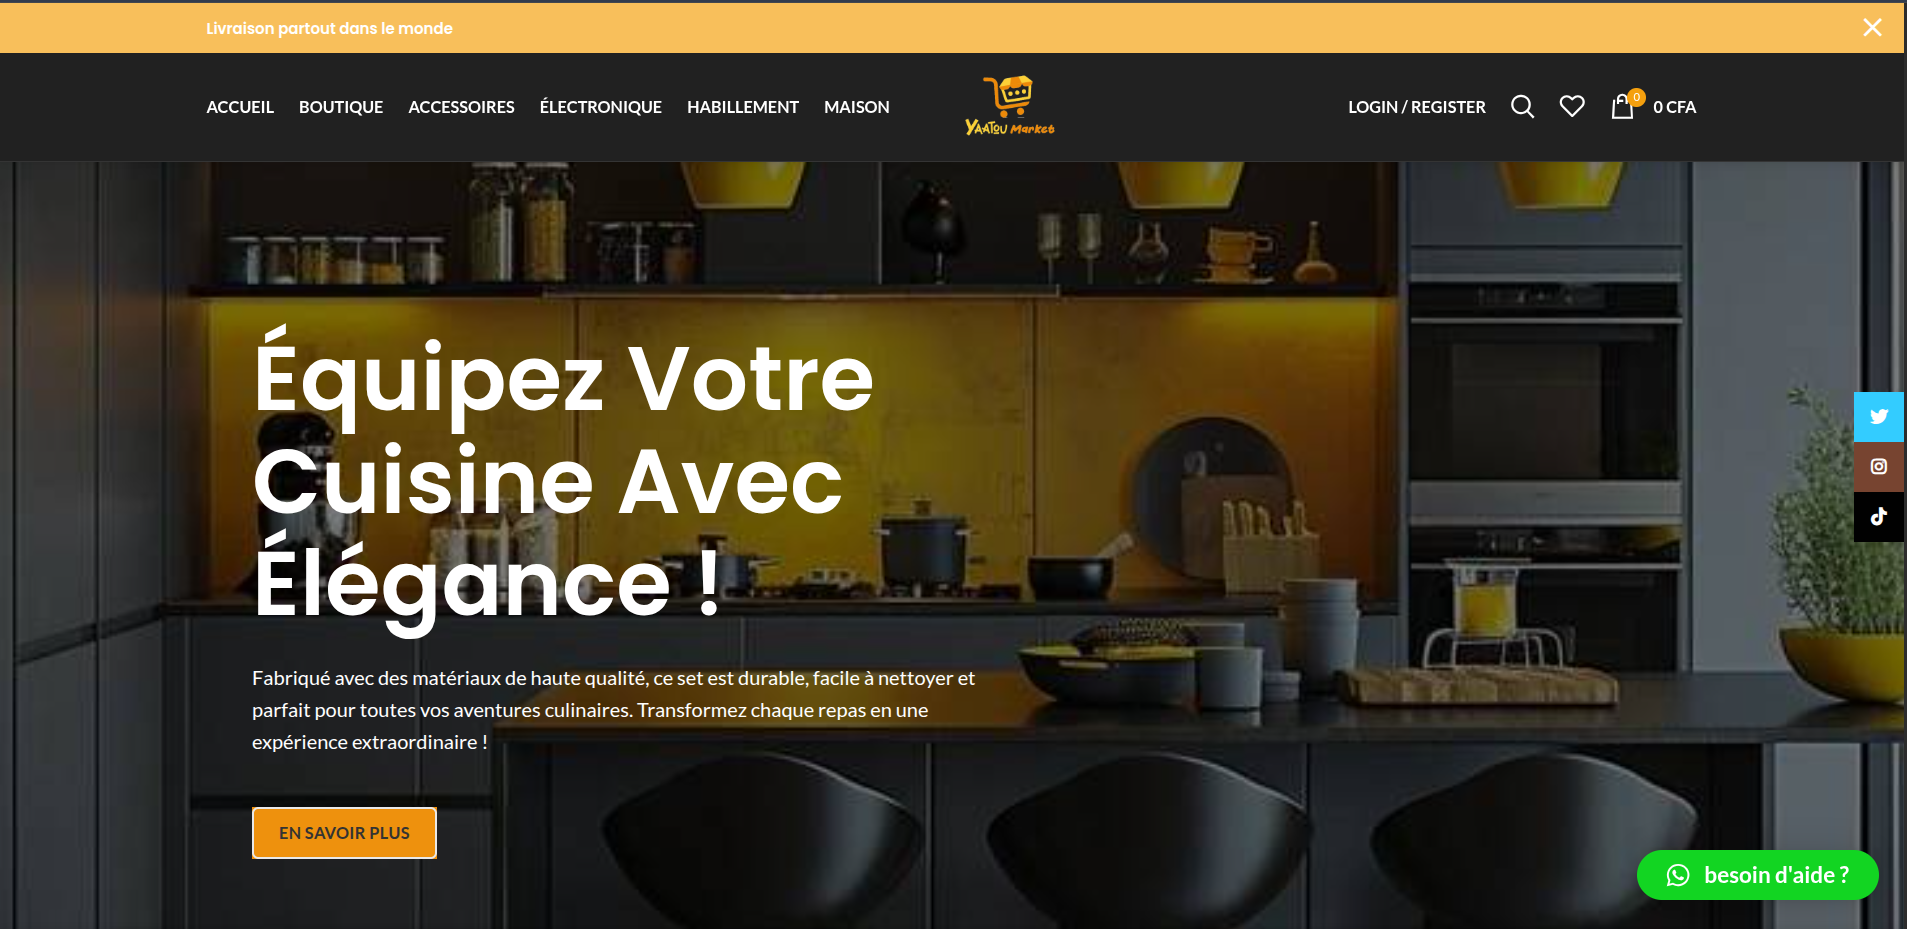 Livraison partout dans le monde
ACCUEIL BOUTIQUE ACCESSOIRES ÉLECTRONIQUE HABILLEMENT MAISON
YAATOU Market
LOGIN / REGISTER 0 0 CFA
Équipez Votre
Cuisine Avec
Élégance !
Fabriqué avec des matériaux de haute qualité, ce set est durable, facile à nettoyer et
parfait pour toutes vos aventures culinaires. Transformez chaque repas en une
expérience extraordinaire !
EN SAVOIR PLUS
besoin d'aide ?